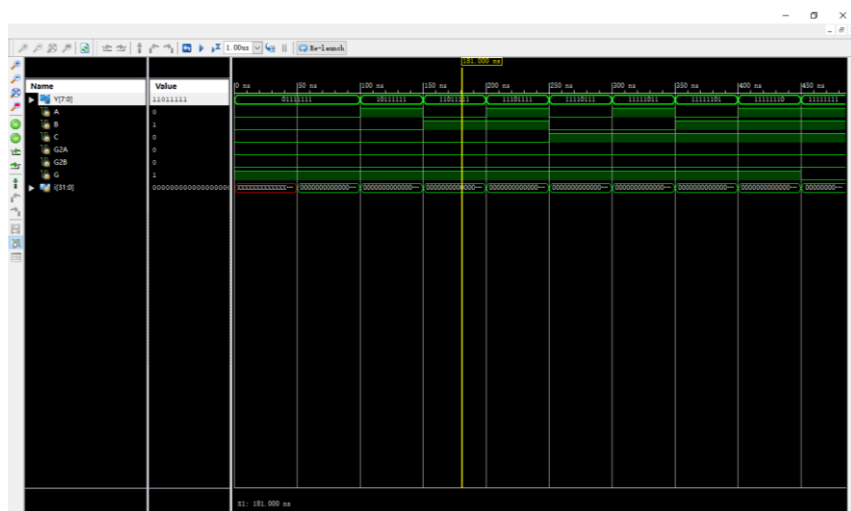 1.00us
Re-launch
181.000 ns
Name
Value
0 ns
50 ns
100 ns
150 ns
200 ns
250 ns
300 ns
350 ns
400 ns
450 ns
Y[7:0]
11011111
01111111
10111111
11011111
11101111
11110111
11111011
11111101
11111110
11111111
A
0
B
1
C
0
G2A
0
G2B
0
G
1
i[31:0]
X1: 181.000 ns